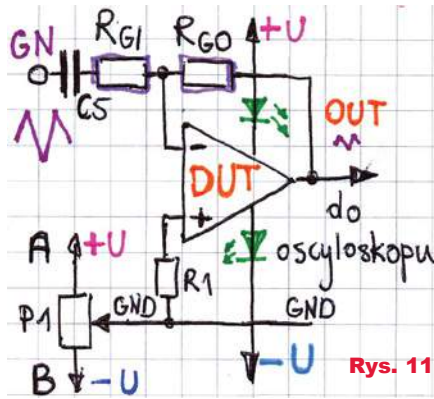 GN
RG1
RG0
+U
C5
OUT
-
DUT
+
do
oscyloskopu
A
+U
R1
P1
GND
GND
B
-U
-U
Rys. 11